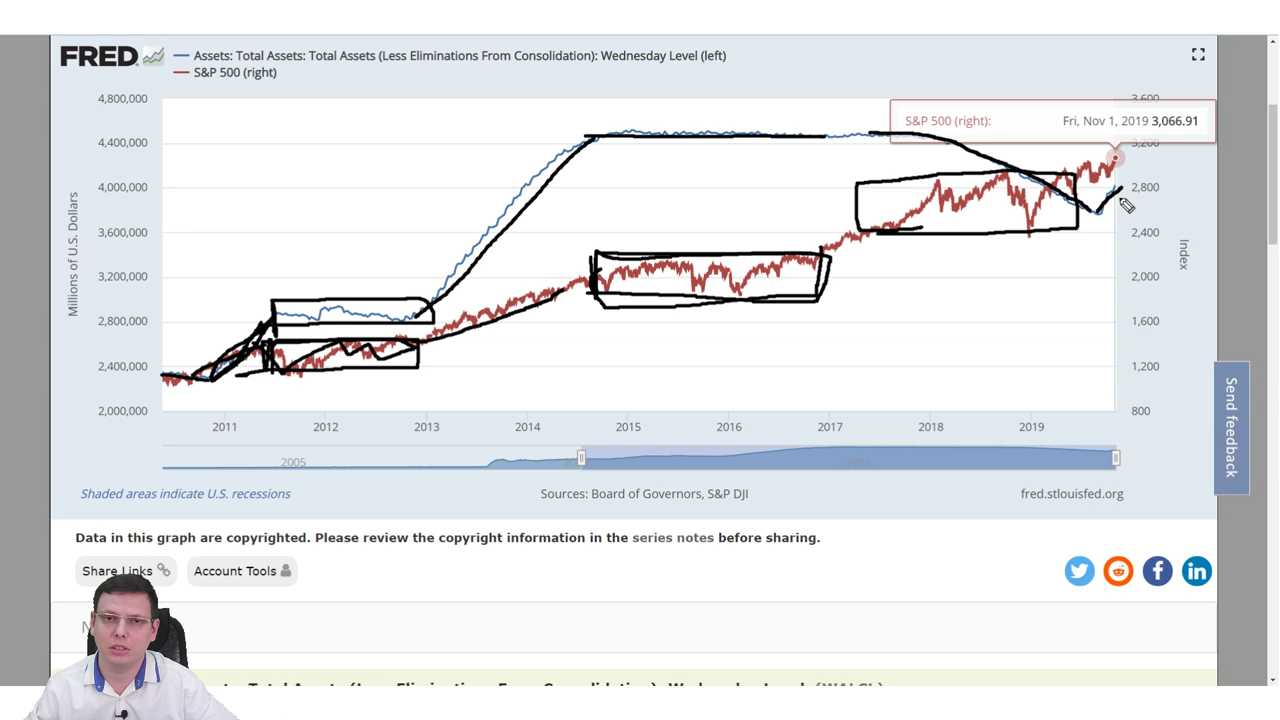 FRED
Assets: Total Assets: Total Assets (Less Eliminations From Consolidation): Wednesday Level (left)
S&P 500 (right)
4,800,000
4,400,000
4,000,000
3,600,000
3,200,000
2,800,000
2,400,000
2,000,000
Millions of U.S. Dollars
3,600
S&P 500 (right): Fri, Nov 1, 2019 3,066.91
3,200
2,800
2,400
2,000
1,600
1,200
800
Index
2011 2012 2013 2014 2015 2016 2017 2018 2019
2005 2015
Shaded areas indicate U.S. recessions
Sources: Board of Governors, S&P DJI
fred.stlouisfed.org
Send feedback
Data in this graph are copyrighted. Please review the copyright information in the series notes before sharing.
Share Links
Account Tools